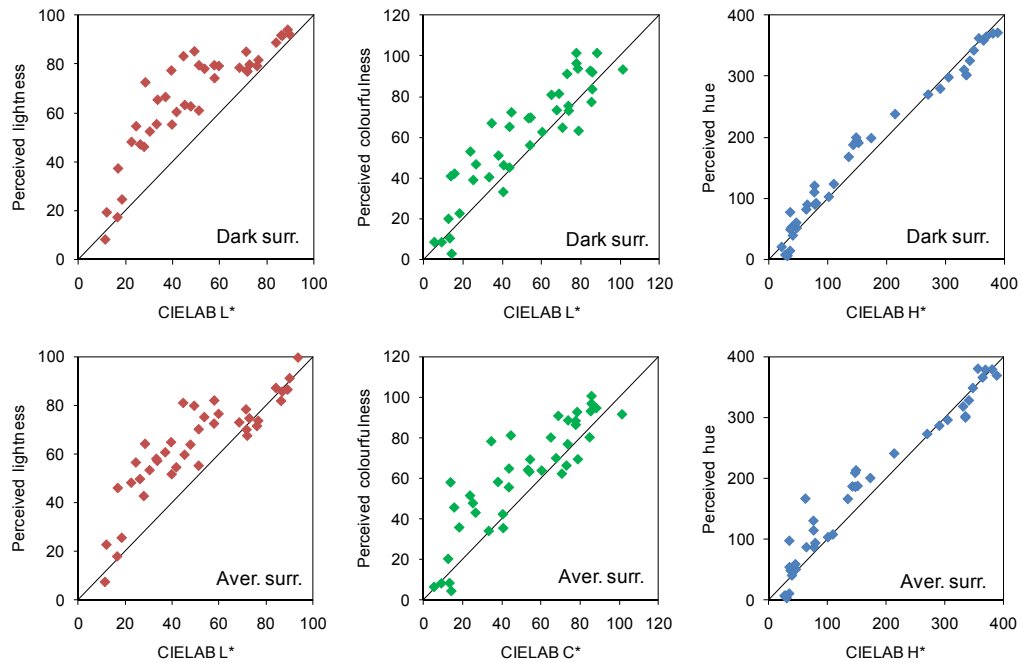 100
80
60
40
20
0
Perceived lightness
Dark surr.
0 20 40 60 80 100
CIELAB L*
120
100
80
60
40
20
0
Perceived colourfulness
Dark surr.
0 20 40 60 80 100 120
CIELAB L*
400
300
200
100
0
Perceived hue
Dark surr.
0 100 200 300 400
CIELAB H*
100
80
60
40
20
0
Perceived lightness
Aver. surr.
0 20 40 60 80 100
CIELAB L*
120
100
80
60
40
20
0
Perceived colourfulness
Aver. surr.
0 20 40 60 80 100 120
CIELAB C*
400
300
200
100
0
Perceived hue
Aver. surr.
0 100 200 300 400
CIELAB H*